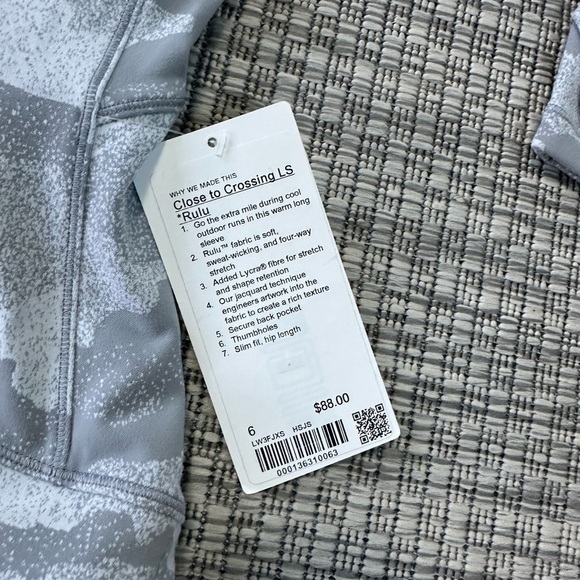 WHY WE MADE THIS
Close to Crossing LS
*Rulu
1. Go the extra mile during cool
outdoor runs in this warm long
sleeve
2. Rulu™ fabric is soft,
sweat-wicking, and four-way
stretch
3. Added Lycra® fibre for stretch
and shape retention
4. Our jacquard technique
engineers artwork into the
fabric to create a rich texture
5. Secure back pocket
6. Thumbholes
7. Slim fit, hip length
6 $88.00
LW3FJXS HSJS
000136310063